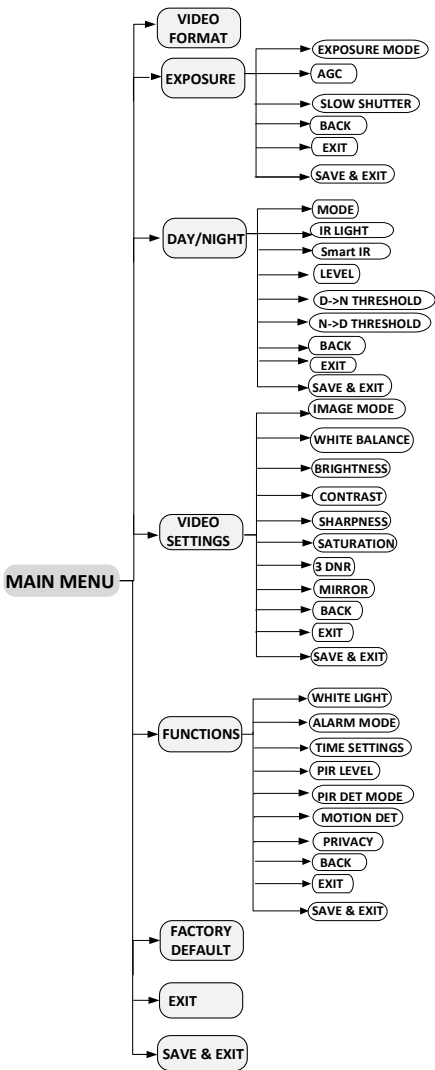 MAIN MENU
VIDEO
FORMAT
EXPOSURE
EXPOSURE MODE
AGC
SLOW SHUTTER
BACK
EXIT
SAVE & EXIT
DAY/NIGHT
MODE
IR LIGHT
Smart IR
LEVEL
D->N THRESHOLD
N->D THRESHOLD
BACK
EXIT
SAVE & EXIT
VIDEO
SETTINGS
IMAGE MODE
WHITE BALANCE
BRIGHTNESS
CONTRAST
SHARPNESS
SATURATION
3 DNR
MIRROR
BACK
EXIT
SAVE & EXIT
FUNCTIONS
WHITE LIGHT
ALARM MODE
TIME SETTINGS
PIR LEVEL
PIR DET MODE
MOTION DET
PRIVACY
BACK
EXIT
SAVE & EXIT
FACTORY
DEFAULT
EXIT
SAVE & EXIT